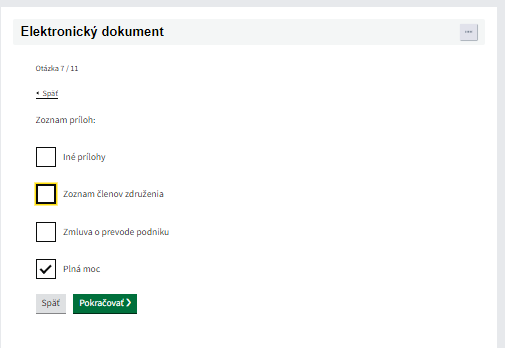 Elektronický dokument
Otázka 7 / 11
Späť
Zoznam príloh:
Iné prílohy
Zoznam členov združenia
Zmluva o prevode podniku
Plná moc
Späť Pokračovať